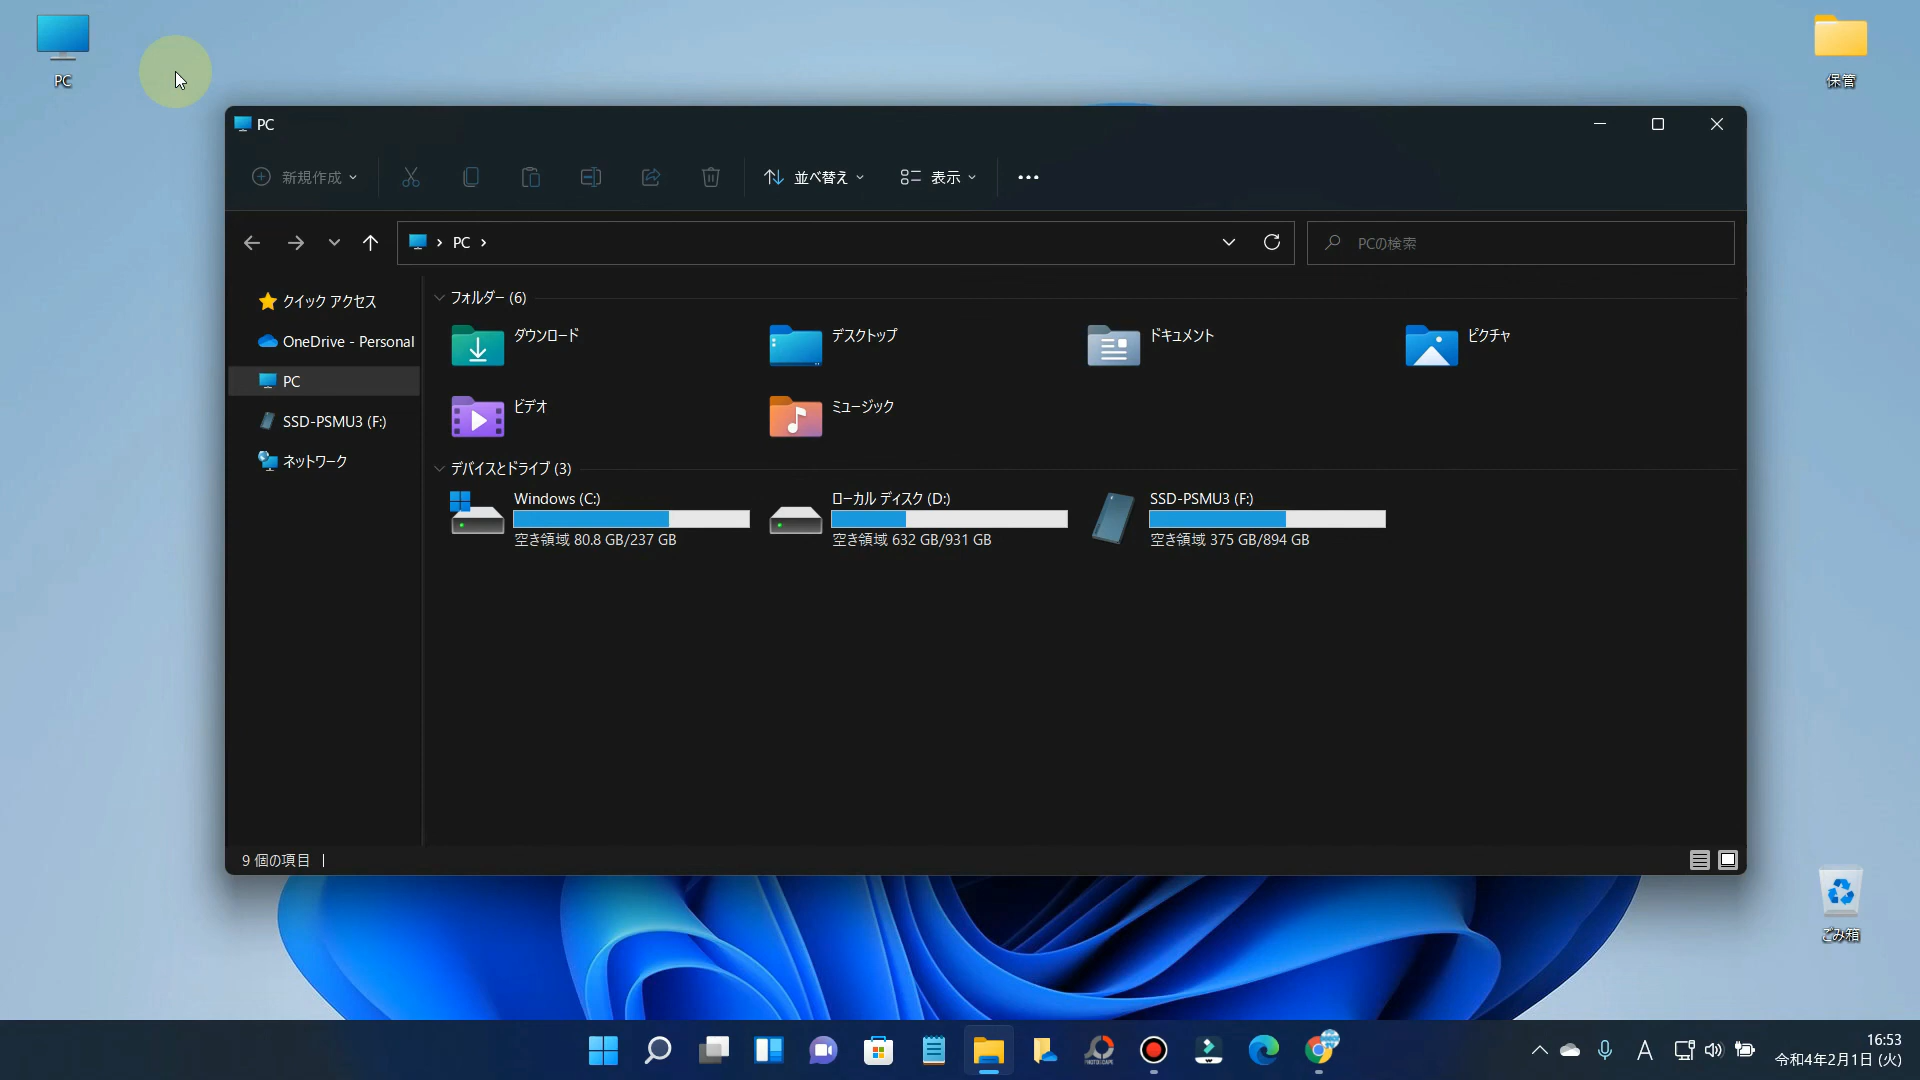 PC
保管
PC
新規作成
並べ替え
表示
PC
PCの検索
クイック アクセス
OneDrive - Personal
PC
SSD-PSMU3 (F:)
ネットワーク
フォルダー (6)
ダウンロード
デスクトップ
ドキュメント
ピクチャ
ビデオ
ミュージック
デバイスとドライブ (3)
Windows (C:)
空き領域 80.8 GB/237 GB
ローカル ディスク (D:)
空き領域 632 GB/931 GB
SSD-PSMU3 (F:)
空き領域 375 GB/894 GB
9 個の項目
ごみ箱
A
16:53
令和4年2月1日 (火)